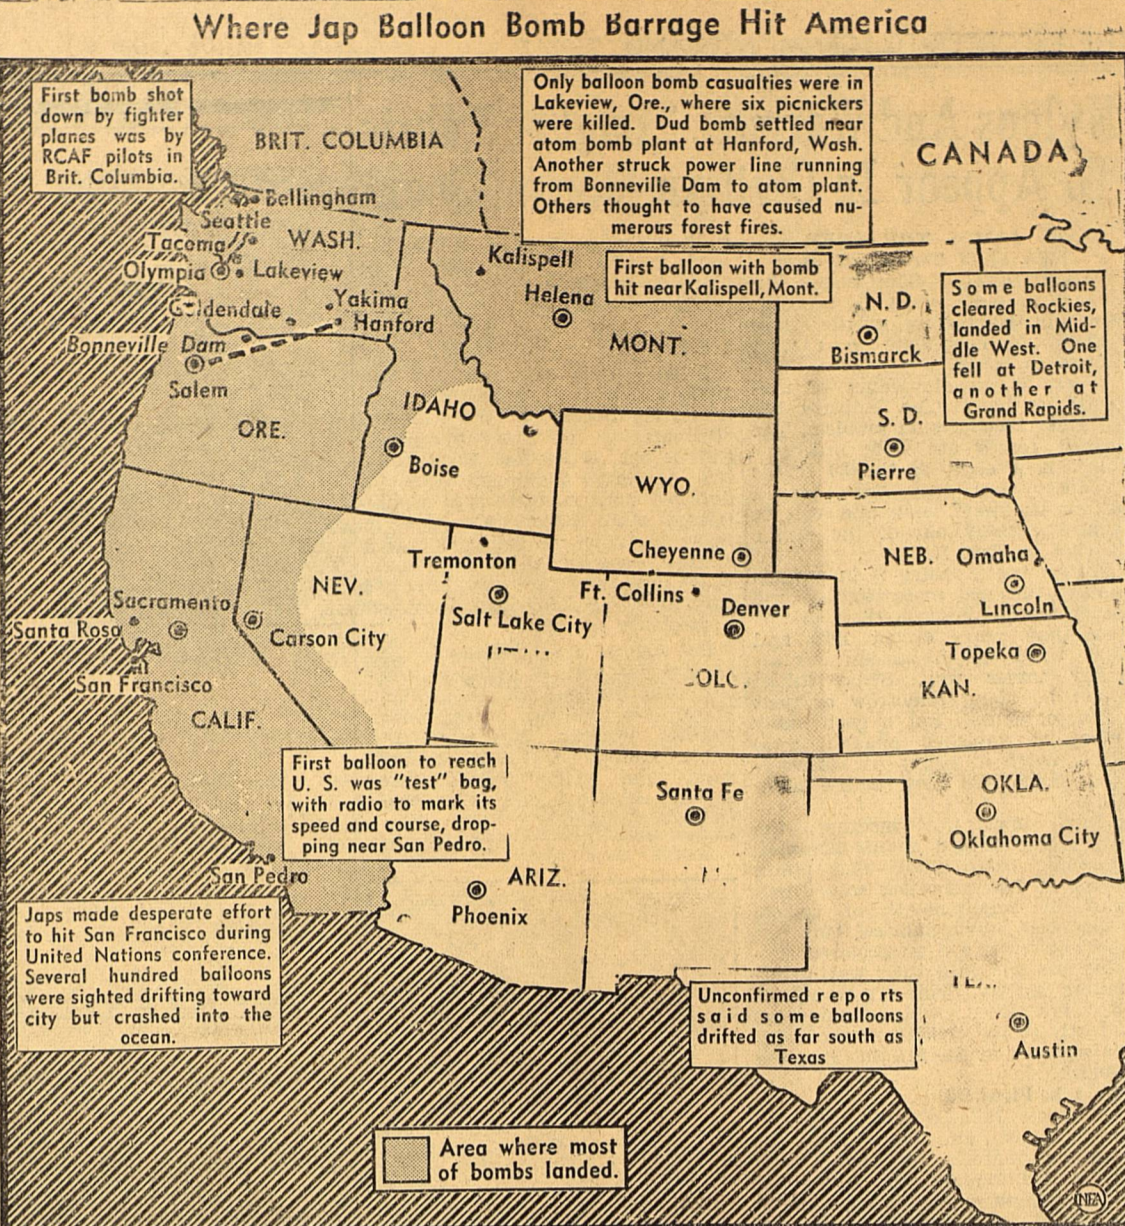 Where Jap Balloon Bomb Barrage Hit America
First bomb shot
down by fighter
planes was by
RCAF pilots in
Brit. Columbia.
BRIT. COLUMBIA
Only balloon bomb casualties were in
Lakeview, Ore., where six picnickers
were killed. Dud bomb settled near
atom bomb plant at Hanford, Wash.
Another struck power line running
from Bonneville Dam to atom plant.
Others thought to have caused nu-
merous forest fires.
CANADA
Bellingham
Seattle
Tacoma
WASH.
Olympia
Lakeview
Goldendale
Yakima
Hanford
Bonneville Dam
Salem
ORE.
Kalispell
Helena
MONT.
First balloon with bomb
hit near Kalispell, Mont.
N. D.
Bismarck
Some balloons
cleared Rockies,
landed in Mid-
dle West. One
fell at Detroit,
another at
Grand Rapids.
IDAHO
Boise
S. D.
Pierre
WYO.
Cheyenne
NEB.
Omaha
Lincoln
Tremonton
NEV.
Salt Lake City
Ft. Collins
Denver
Sacramento
Santa Rosa
Carson City
San Francisco
CALIF.
Topeka
KAN.
First balloon to reach
U. S. was "test" bag,
with radio to mark its
speed and course, drop-
ping near San Pedro.
Santa Fe
OKLA.
Oklahoma City
San Pedro
ARIZ.
Phoenix
Japs made desperate effort
to hit San Francisco during
United Nations conference.
Several hundred balloons
were sighted drifting toward
city but crashed into the
ocean.
Unconfirmed reports
said some balloons
drifted as far south as
Texas
Austin
Area where most
of bombs landed.
NEA